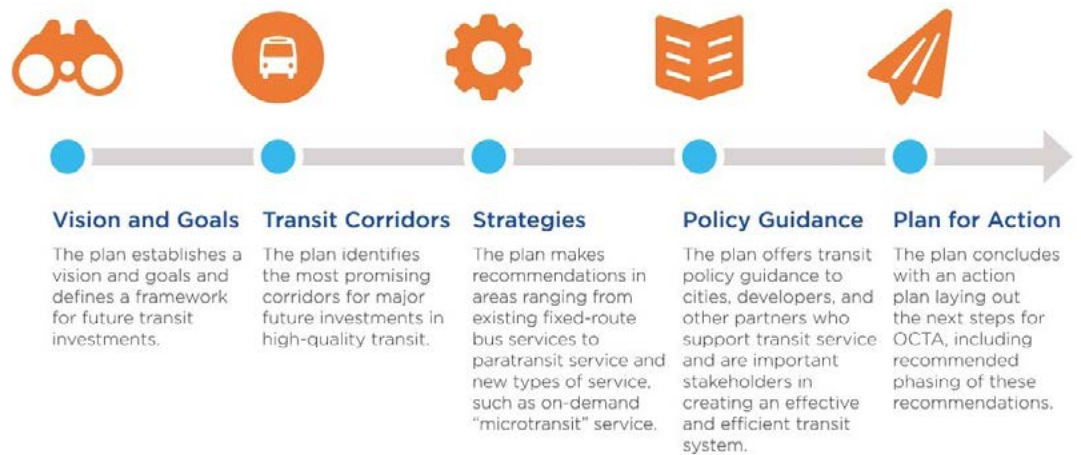 Vision and Goals
The plan establishes a
vision and goals and
defines a framework
for future transit
investments.
Transit Corridors
The plan identifies
the most promising
corridors for major
future investments in
high-quality transit.
Strategies
The plan makes
recommendations in
areas ranging from
existing fixed-route
bus services to
paratransit service and
new types of service,
such as on-demand
"microtransit" service.
Policy Guidance
The plan offers transit
policy guidance to
cities, developers, and
other partners who
support transit service
and are important
stakeholders in
creating an effective
and efficient transit
system.
Plan for Action
The plan concludes
with an action
plan laying out
the next steps for
OCTA, including
recommended
phasing of these
recommendations.